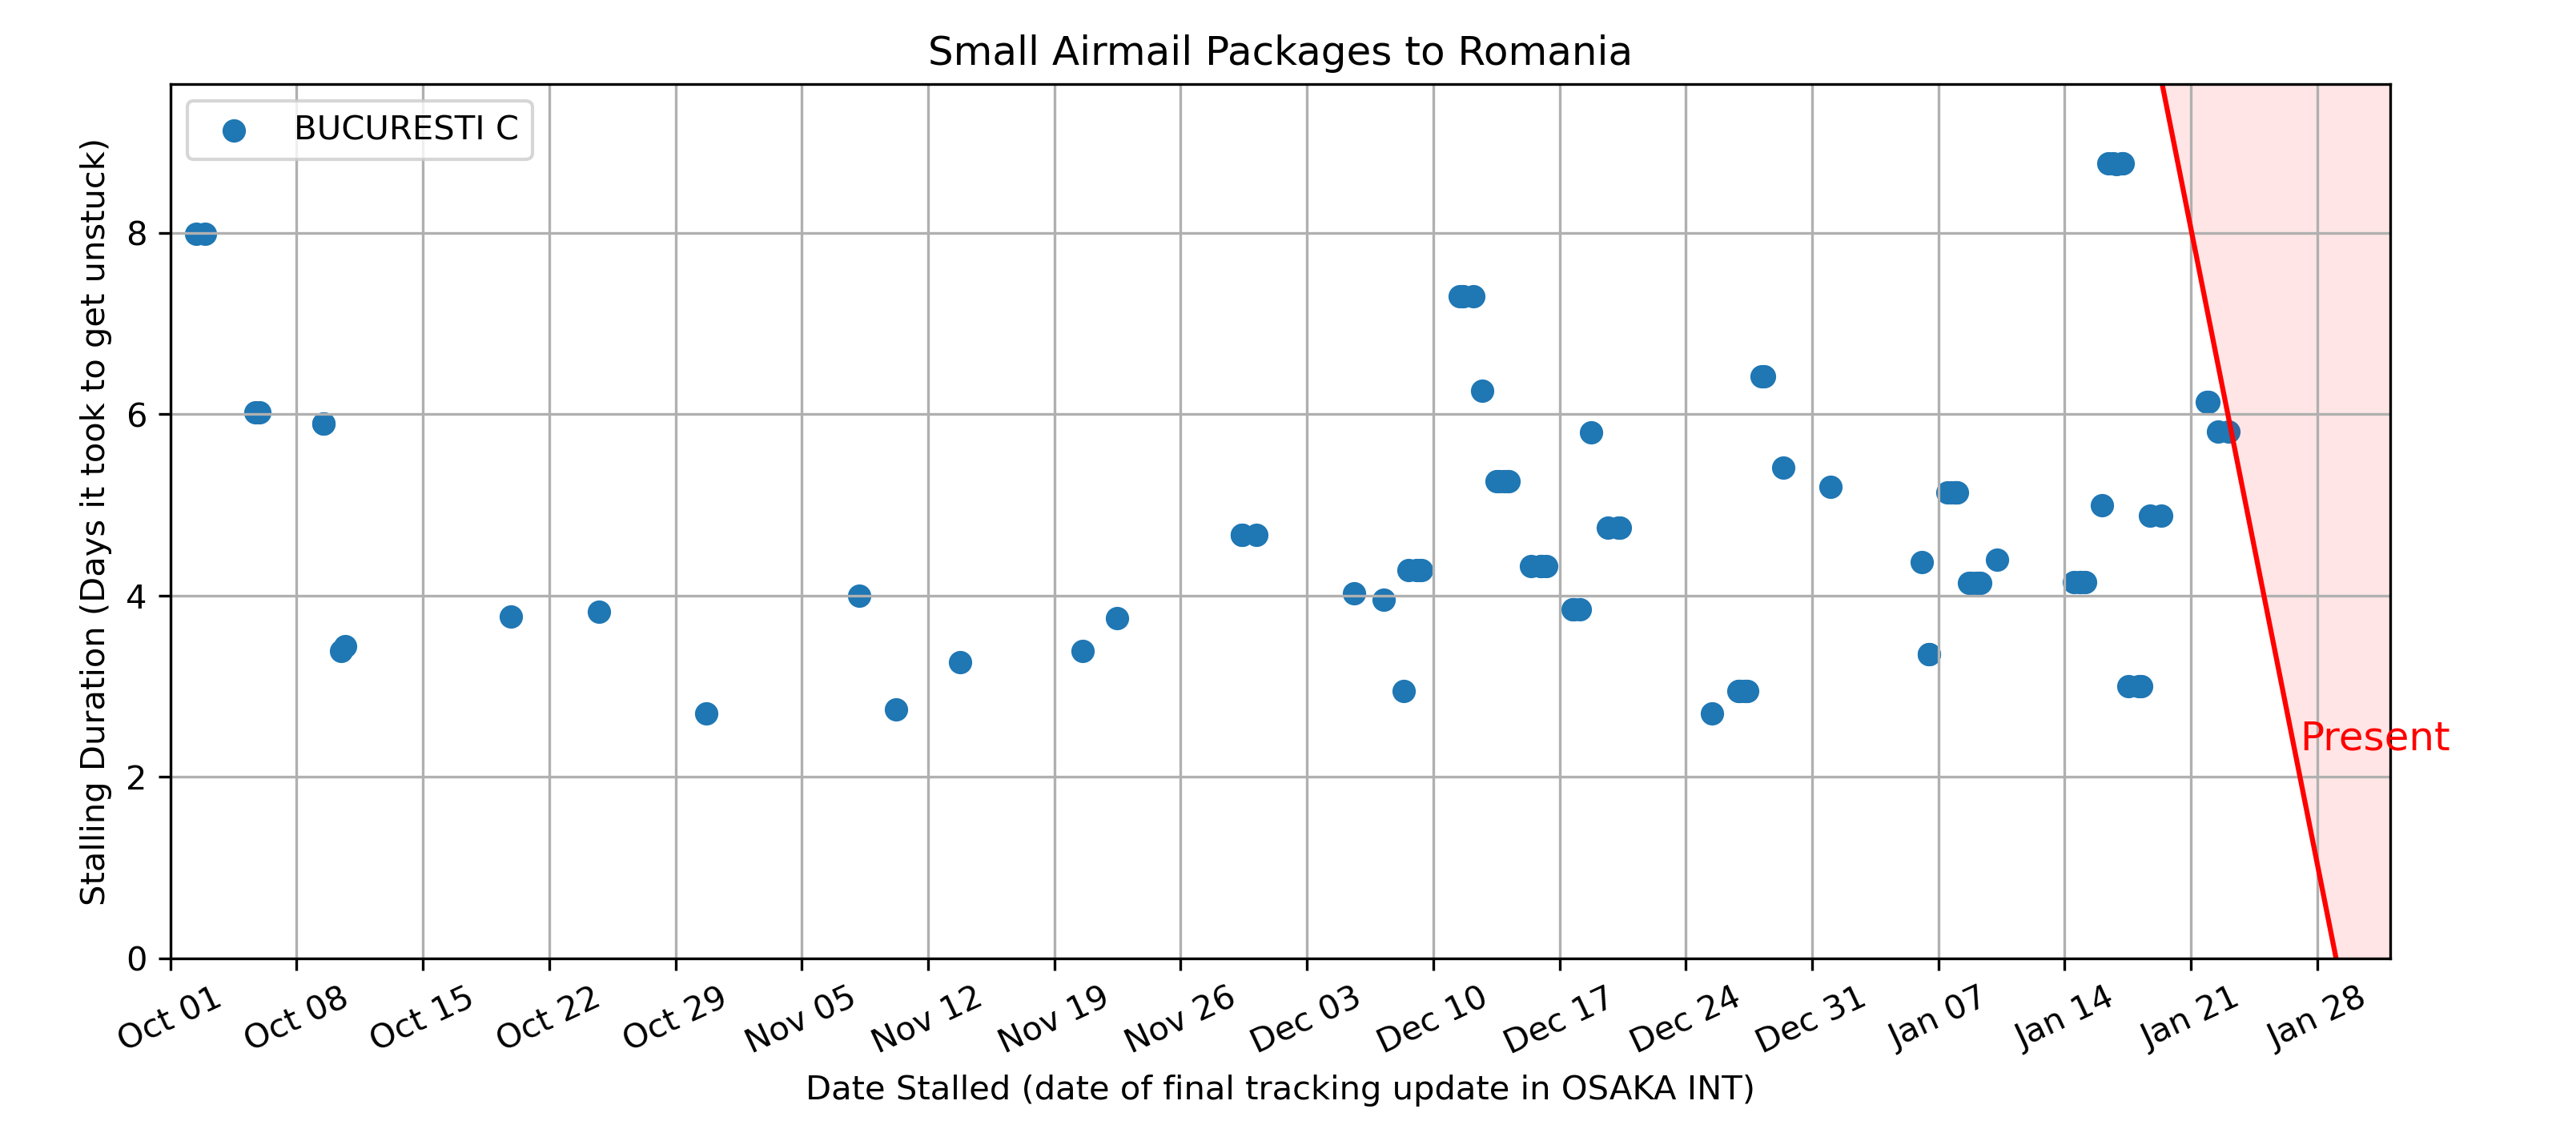 Small Airmail Packages to Romania
BUCURESTI C
Stalling Duration (Days it took to get unstuck)
8
6
4
2
0
Present
Oct 01
Oct 08
Oct 15
Oct 22
Oct 29
Nov 05
Nov 12
Nov 19
Nov 26
Dec 03
Dec 10
Dec 17
Dec 24
Dec 31
Jan 07
Jan 14
Jan 21
Jan 28
Date Stalled (date of final tracking update in OSAKA INT)